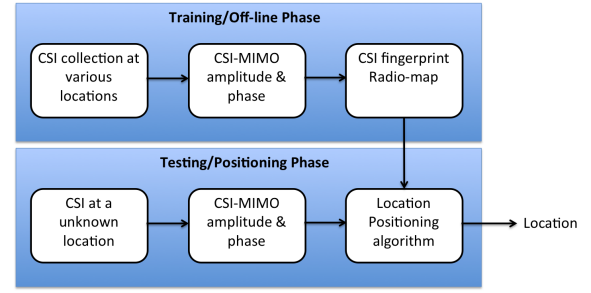 Training/Off-line Phase
CSI collection at
various
locations
CSI-MIMO
amplitude &
phase
CSI fingerprint
Radio-map
Testing/Positioning Phase
CSI at a
unknown
location
CSI-MIMO
amplitude &
phase
Location
Positioning
algorithm
Location